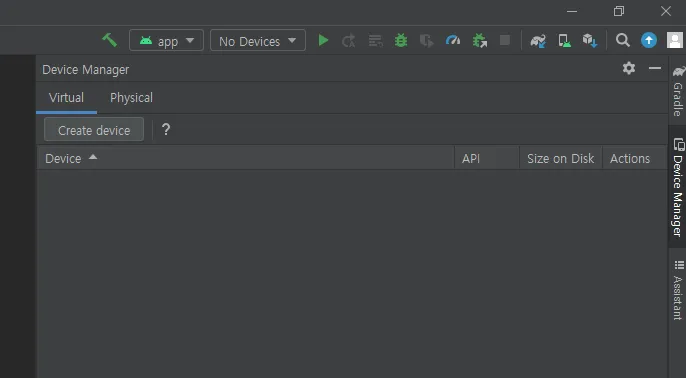 app No Devices
Device Manager
Virtual Physical
Create device ?
Device API Size on Disk Actions
Gradle
Device Manager
Assistant